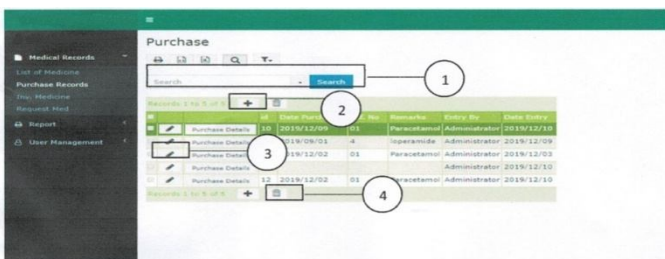 Purchase
Medical Records
List of Medicine
Search
Search
1
Purchase Records
Records 1 to 5 of 5
2
Request Med
id Date Purch No Remarks Entry By Date Entry
Report
Purchase Details 10 2019/12/09 01 Paracetamol Administrator 2019/12/10
User Management
Purchase Details 2019/09/01 4 loperamide Administrator 2019/12/09
3
Purchase Details 2019/12/02 01 Paracetamol Administrator 2019/12/03
Purchase Details Administrator 2019/12/10
Purchase Details 12 2019/12/02 01 Paracetamol Administrator 2019/12/10
Records 1 to 5 of 5
4